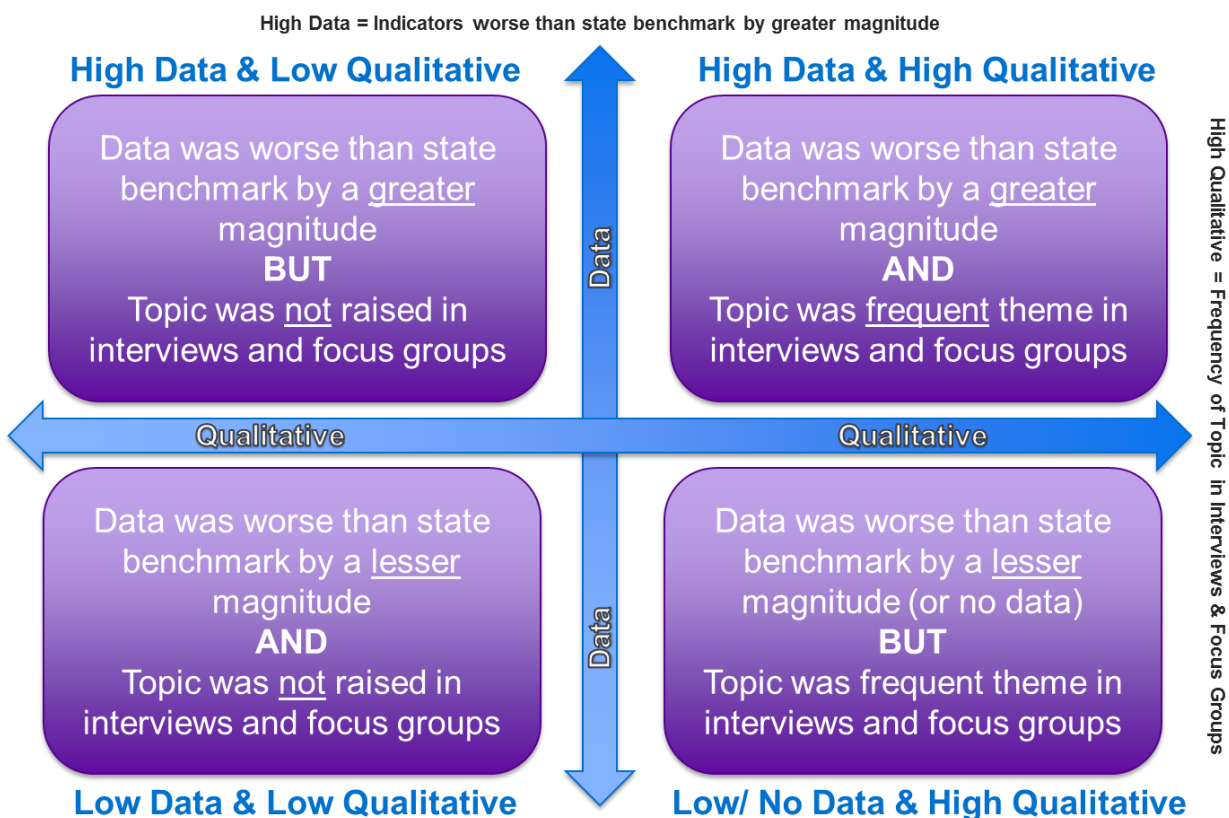 High Data = Indicators worse than state benchmark by greater magnitude
High Data & Low Qualitative
Data was worse than state
benchmark by a greater
magnitude
BUT
Topic was not raised in
interviews and focus groups
Data
High Data & High Qualitative
Data was worse than state
benchmark by a greater
magnitude
AND
Topic was frequent theme in
interviews and focus groups
High Qualitative = Frequency of Topic in Interviews & Focus Groups
Qualitative
Qualitative
Data was worse than state
benchmark by a lesser
magnitude
AND
Topic was not raised in
interviews and focus groups
Low Data & Low Qualitative
Data
Data was worse than state
benchmark by a lesser
magnitude (or no data)
BUT
Topic was frequent theme in
interviews and focus groups
Low/ No Data & High Qualitative